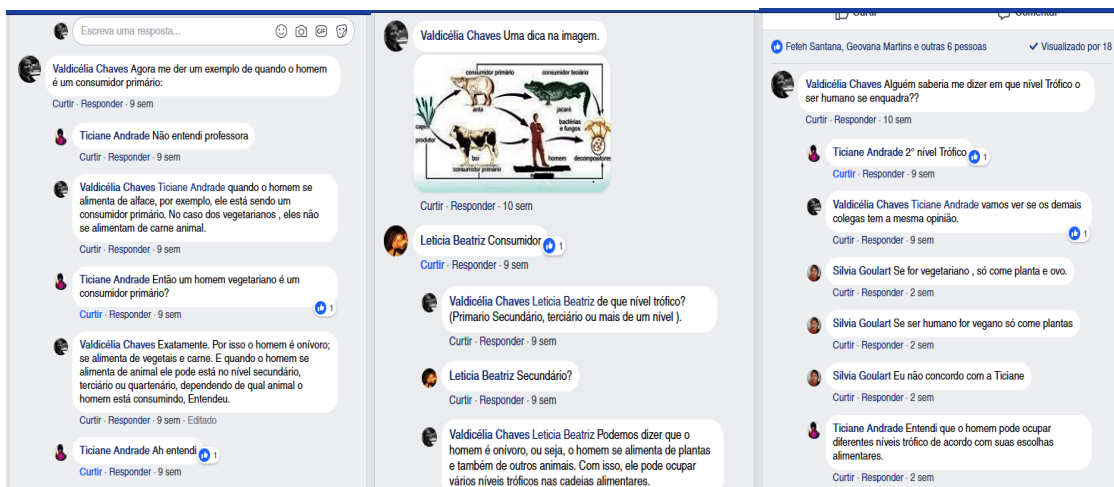 Escreva uma resposta...
GIF
Valdicélia Chaves Agora me der um exemplo de quando o homem
é um consumidor primário:
Curtir · Responder · 9 sem
Ticiane Andrade Não entendi professora
Curtir · Responder · 9 sem
Valdicélia Chaves Ticiane Andrade quando o homem se
alimenta de alface, por exemplo, ele está sendo um
consumidor primário. No caso dos vegetarianos , eles não
se alimentam de carne animal.
Curtir · Responder · 9 sem
Ticiane Andrade Então um homem vegetariano é um
consumidor primário?
1
Curtir · Responder · 9 sem
Valdicélia Chaves Exatamente. Por isso o homem é onívoro;
se alimenta de vegetais e carne. E quando o homem se
alimenta de animal ele pode está no nível secundário,
terciário ou quartenário, dependendo de qual animal o
homem está consumindo, Entendeu.
Curtir · Responder · 9 sem · Editado
Ticiane Andrade Ah entendi
1
Curtir · Responder · 9 sem
Valdicélia Chaves Uma dica na imagem.
consumidor primário
consumidor terciário
anta
jacaré
capim
bactérias
e fungos
produtor
boi
homem
decompositores
consumidor primário
Curtir · Responder · 10 sem
Leticia Beatriz Consumidor
1
Curtir · Responder · 9 sem
Valdicélia Chaves Leticia Beatriz de que nível trófico?
(Primario Secundário, terciário ou mais de um nível ).
Curtir · Responder · 9 sem
Leticia Beatriz Secundário?
Curtir · Responder · 9 sem
Valdicélia Chaves Leticia Beatriz Podemos dizer que o
homem é onívoro, ou seja, o homem se alimenta de plantas
e também de outros animais. Com isso, ele pode ocupar
vários níveis tróficos nas cadeias alimentares.
Curtir
Comentar
Fefeh Santana, Geovana Martins e outras 6 pessoas
Visualizado por 18
Valdicélia Chaves Alguém saberia me dizer em que nível Trófico o
ser humano se enquadra??
Curtir · Responder · 10 sem
Ticiane Andrade 2° nível Trófico
1
Curtir · Responder · 9 sem
Valdicélia Chaves Ticiane Andrade vamos ver se os demais
colegas tem a mesma opinião.
1
Curtir · Responder · 9 sem
Silvia Goulart Se for vegetariano , só come planta e ovo.
Curtir · Responder · 2 sem
Silvia Goulart Se ser humano for vegano só come plantas
Curtir · Responder · 2 sem
Silvia Goulart Eu não concordo com a Ticiane
Curtir · Responder · 2 sem
Ticiane Andrade Entendi que o homem pode ocupar
diferentes níveis trófico de acordo com suas escolhas
alimentares.
Curtir · Responder · 2 sem